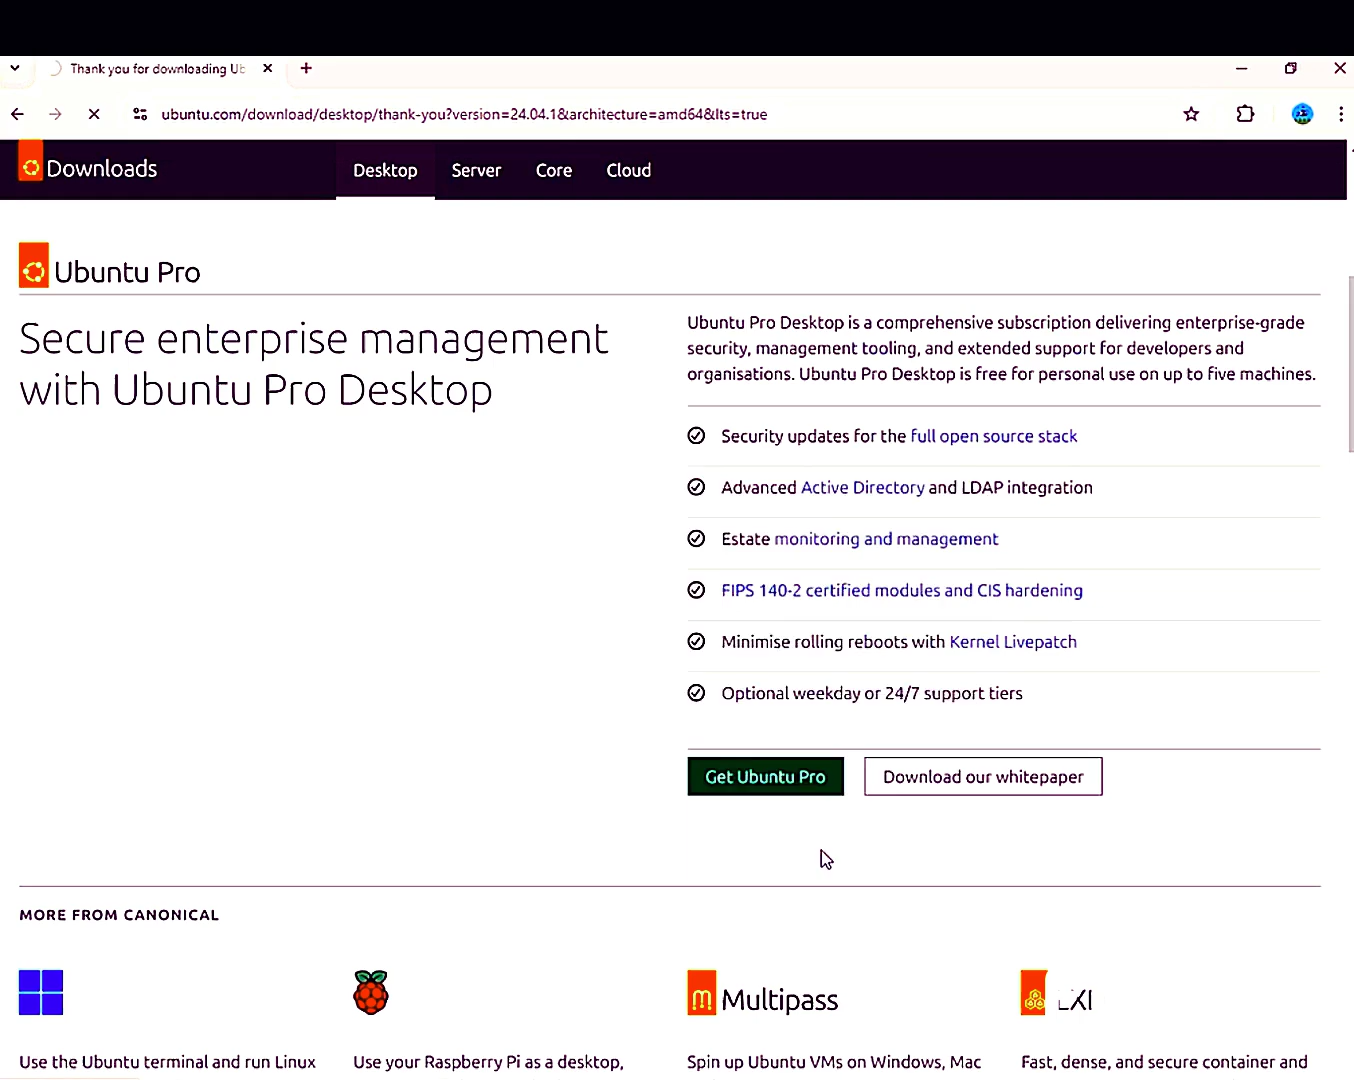 Thank you for downloading Ub
ubuntu.com/download/desktop/thank-you?version=24.04.1&architecture=amd64&lts=true
Downloads
Desktop
Server
Core
Cloud
Ubuntu Pro
Secure enterprise management
with Ubuntu Pro Desktop
Ubuntu Pro Desktop is a comprehensive subscription delivering enterprise-grade
security, management tooling, and extended support for developers and
organisations. Ubuntu Pro Desktop is free for personal use on up to five machines.
Security updates for the full open source stack
Advanced Active Directory and LDAP integration
Estate monitoring and management
FIPS 140-2 certified modules and CIS hardening
Minimise rolling reboots with Kernel Livepatch
Optional weekday or 24/7 support tiers
Get Ubuntu Pro
Download our whitepaper
MORE FROM CANONICAL
Multipass
Use the Ubuntu terminal and run Linux
Use your Raspberry Pi as a desktop,
Spin up Ubuntu VMs on Windows, Mac
Fast, dense, and secure container and